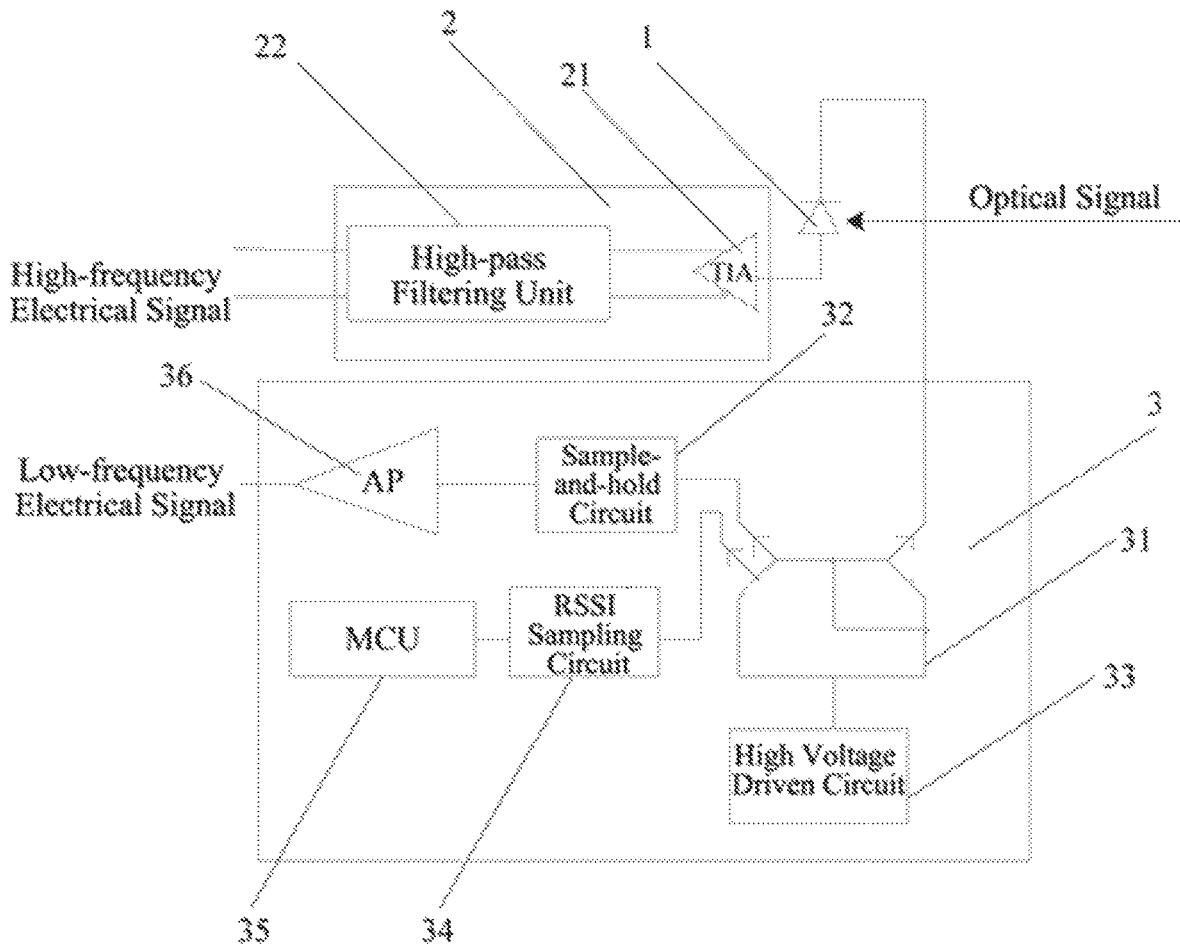 22
2
21
1
Optical Signal
High-pass
Filtering Unit
TIA
High-frequency
Electrical Signal
32
36
3
Low-frequency
Electrical Signal
AP
Sample-
and-hold
Circuit
31
MCU
RSSI
Sampling
Circuit
33
High Voltage
Driven Circuit
35
34